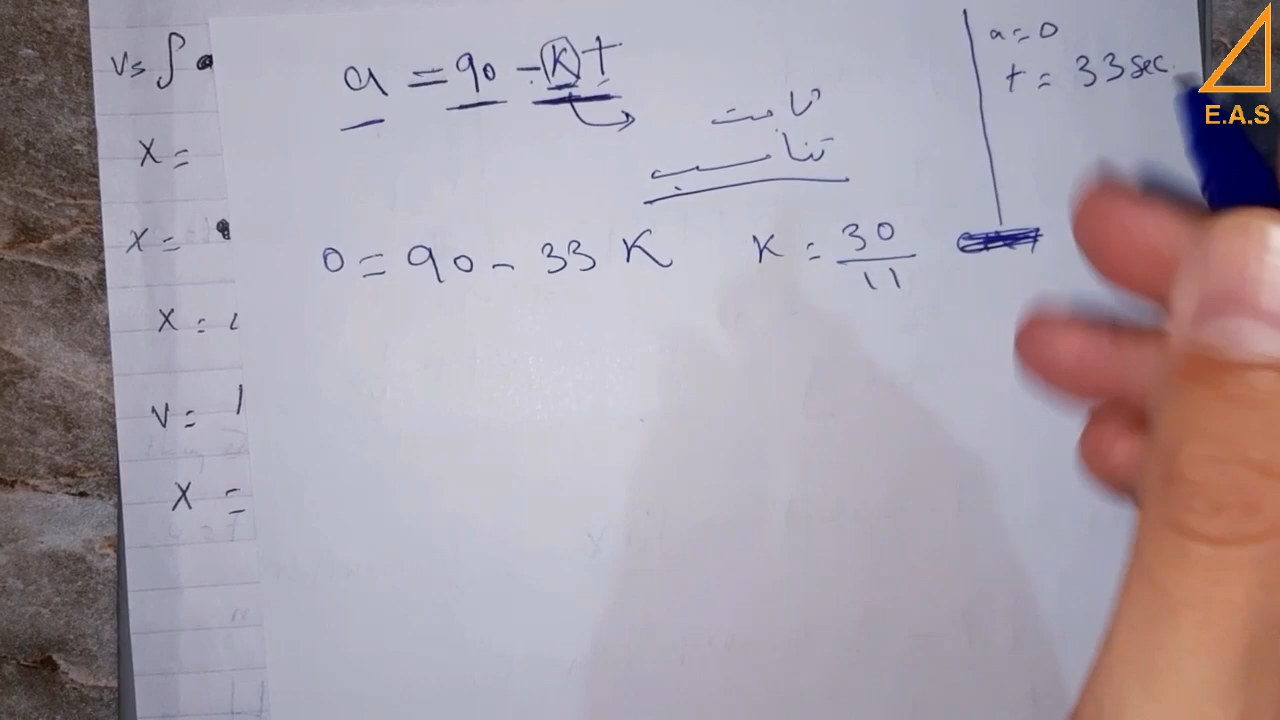 a = 90 - K t
ثابت
تناسب
a = 0
t = 33 sec.
0 = 90 - 33 K
K = 30/11
V = ∫
X =
X =
X =
V =
X =
E.A.S